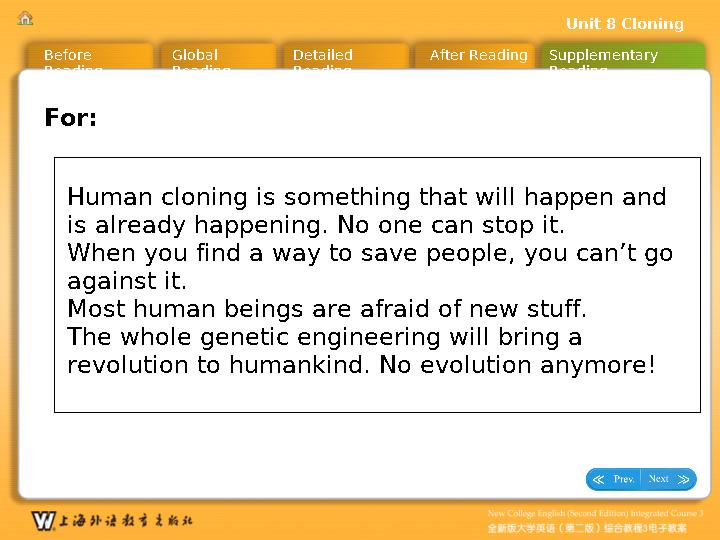 Unit 8 Cloning
Before Reading
Global Reading
Detailed Reading
After Reading
Supplementary Reading
For:
Human cloning is something that will happen and
is already happening. No one can stop it.
When you find a way to save people, you can’t go
against it.
Most human beings are afraid of new stuff.
The whole genetic engineering will bring a
revolution to humankind. No evolution anymore!
Prev. Next
New College English (Second Edition) Integrated Course 3
上海外语教育出版社
全新版大学英语（第二版）综合教程3电子教案